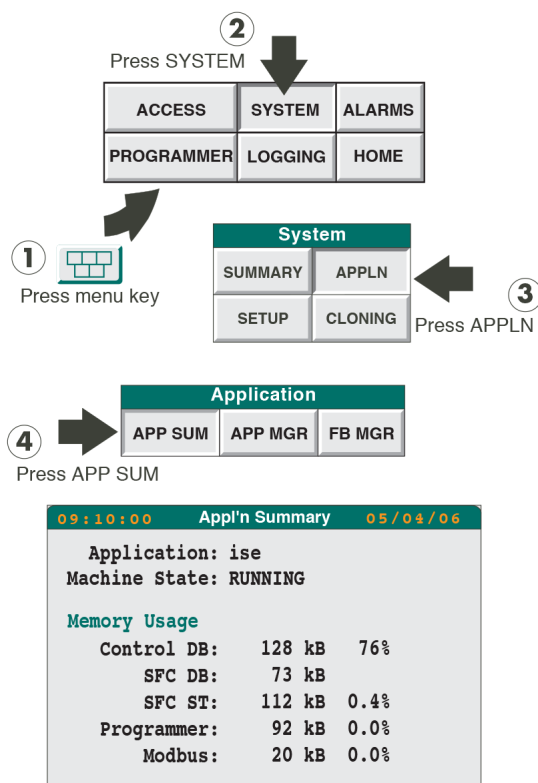 2
Press SYSTEM
ACCESS SYSTEM ALARMS
PROGRAMMER LOGGING HOME
1
Press menu key
System
SUMMARY APPLN
SETUP CLONING
3
Press APPLN
Application
APP SUM APP MGR FB MGR
4
Press APP SUM
09:10:00 Appl'n Summary 05/04/06
Application: ise
Machine State: RUNNING
Memory Usage
Control DB: 128 kB 76%
SFC DB: 73 kB
SFC ST: 112 kB 0.4%
Programmer: 92 kB 0.0%
Modbus: 20 kB 0.0%